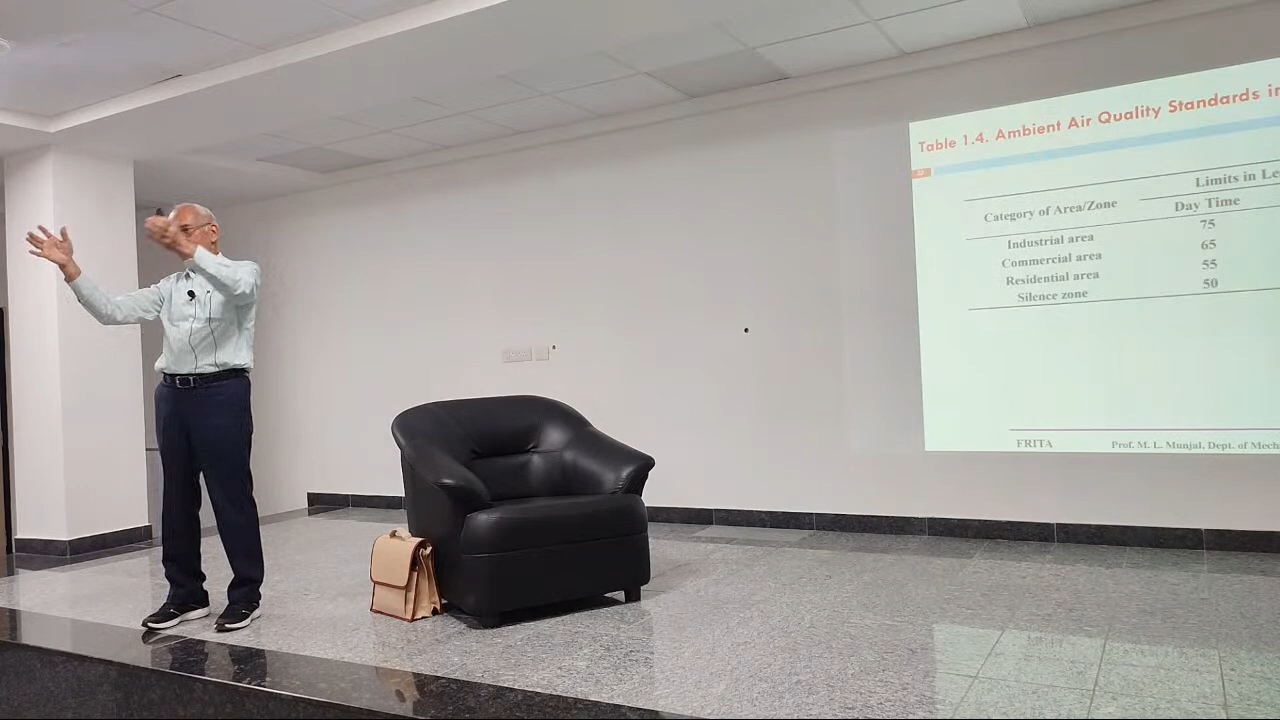 Table 1.4. Ambient Air Quality Standards in
Limits in Le
Category of Area/Zone
Day Time
Industrial area 75
Commercial area 65
Residential area 55
Silence zone 50
FRITA Prof. M. L. Munjal, Dept. of Mech